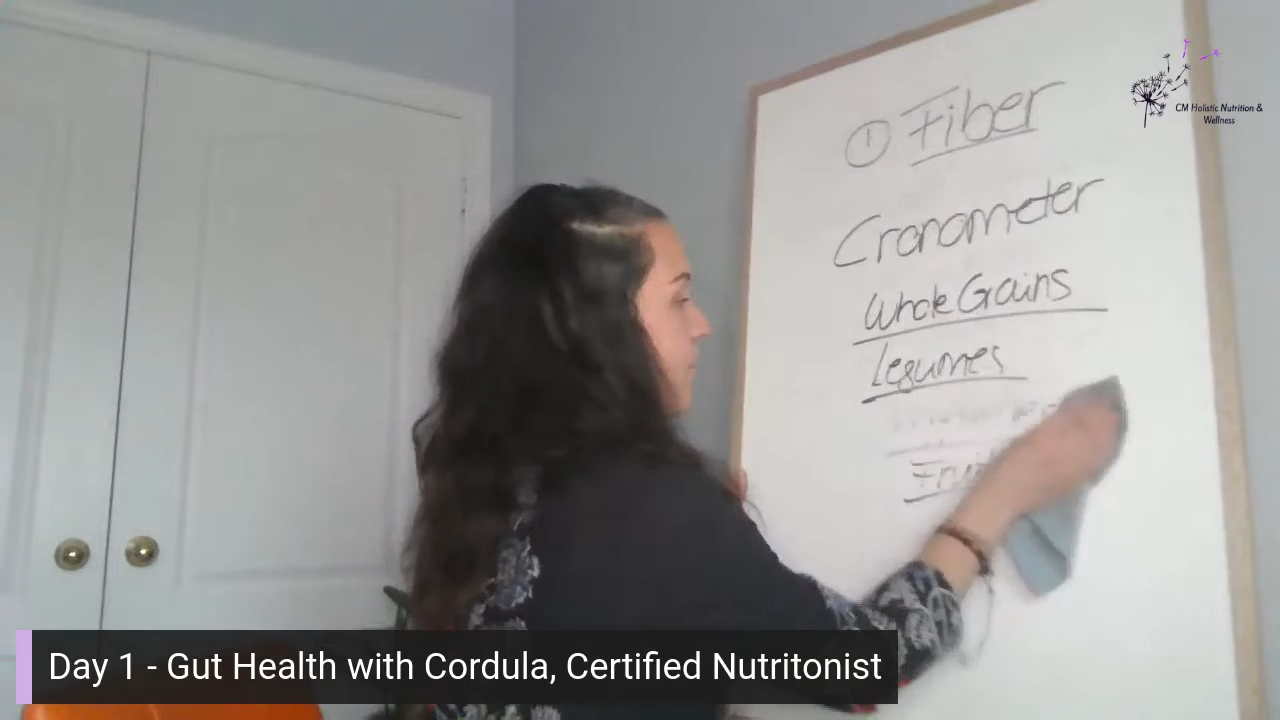 ① Fiber
Cronometer
Whole Grains
Legumes
CM Holistic Nutrition &
Wellness
Day 1 - Gut Health with Cordula, Certified Nutritonist